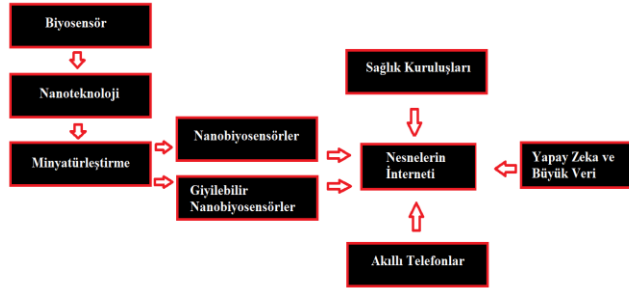 Biyosensör
Nanoteknoloji
Minyatürleştirme
Nanobiyosensörler
Giyilebilir
Nanobiyosensörler
Sağlık Kuruluşları
Nesnelerin
İnterneti
Akıllı Telefonlar
Yapay Zeka ve
Büyük Veri